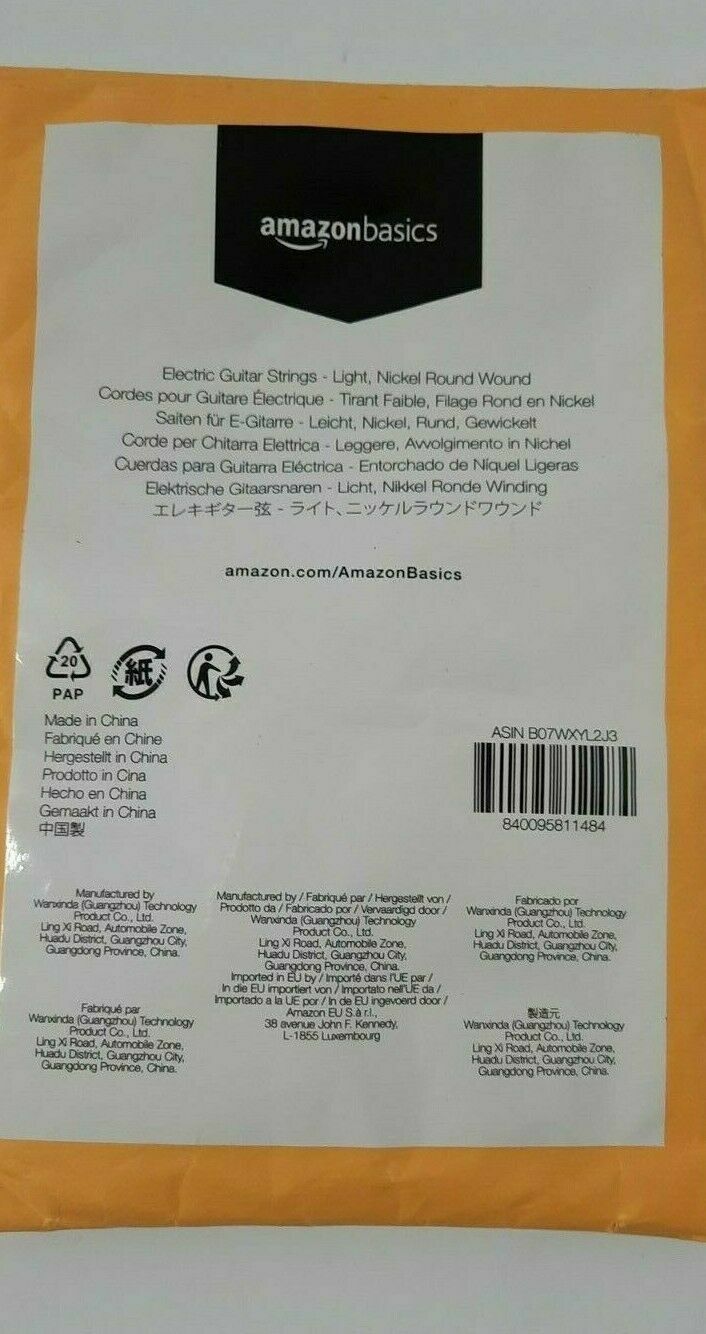 amazonbasics
Electric Guitar Strings - Light, Nickel Round Wound
Cordes pour Guitare Électrique - Tirant Faible, Filage Rond en Nickel
Saiten für E-Gitarre - Leicht, Nickel, Rund, Gewickelt
Corde per Chitarra Elettrica - Leggere, Avvolgimento in Nichel
Cuerdas para Guitarra Eléctrica - Entorchado de Níquel Ligeras
Elektrische Gitaarsnaren - Licht, Nikkel Ronde Winding
エレキギター弦 - ライト、ニッケルラウンドワウンド
amazon.com/AmazonBasics
20
PAP
紙
Made in China
Fabriqué en Chine
Hergestellt in China
Prodotto in Cina
Hecho en China
Gemaakt in China
中国製
ASIN B07WXYL2J3
840095811484
Manufactured by
Wanxinda (Guangzhou) Technology
Product Co., Ltd.
Ling Xi Road, Automobile Zone,
Huadu District, Guangzhou City,
Guangdong Province, China.
Fabriqué par
Wanxinda (Guangzhou) Technology
Product Co., Ltd.
Ling Xi Road, Automobile Zone,
Huadu District, Guangzhou City,
Guangdong Province, China.
Manufactured by / Fabriqué par / Hergestellt von /
Prodotto da / Fabricado por / Vervaardigd door /
Wanxinda (Guangzhou) Technology
Product Co., Ltd.
Ling Xi Road, Automobile Zone,
Huadu District, Guangzhou City,
Guangdong Province, China.
Imported in EU by / Importé dans l'UE par /
In die EU importiert von / Importato nell'UE da /
Importado a la UE por / In de EU ingevoerd door /
Amazon EU S.à r.l.,
38 avenue John F. Kennedy,
L-1855 Luxembourg
Fabricado por
Wanxinda (Guangzhou) Technology
Product Co., Ltd.
Ling Xi Road, Automobile Zone,
Huadu District, Guangzhou City,
Guangdong Province, China.
製造元
Wanxinda (Guangzhou) Technology
Product Co., Ltd.
Ling Xi Road, Automobile Zone,
Huadu District, Guangzhou City,
Guangdong Province, China.